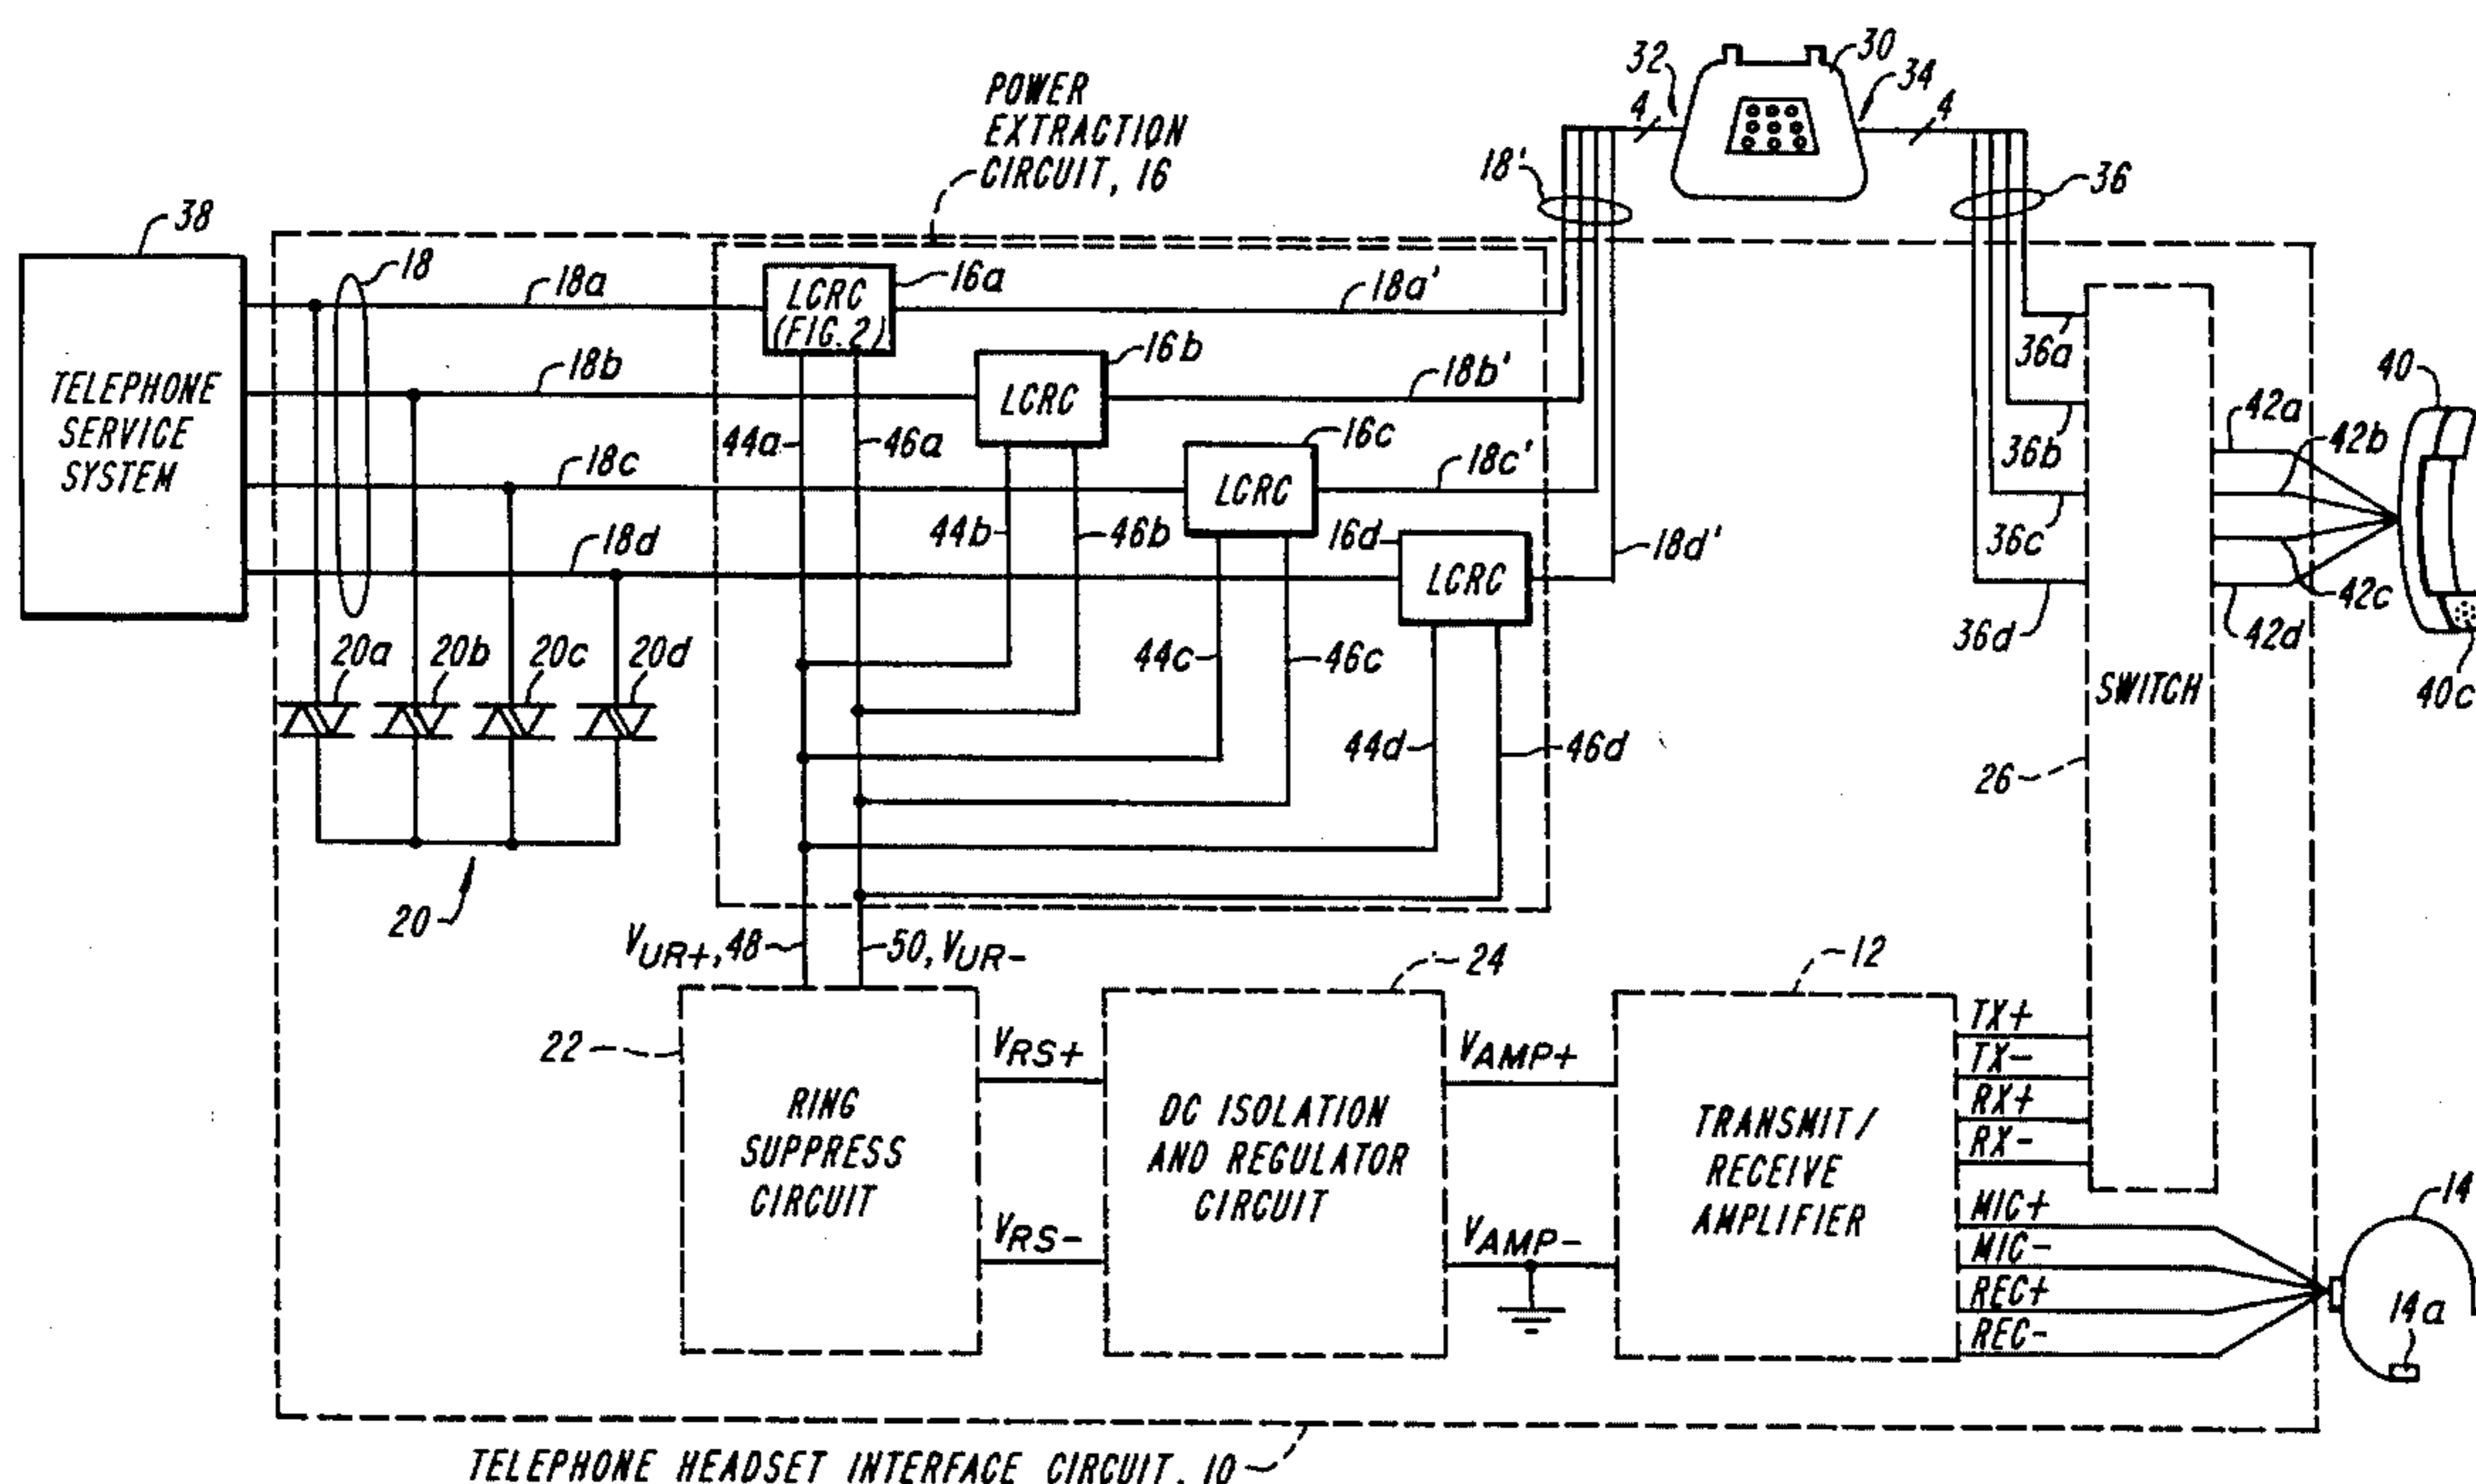 POWER
EXTRACTION
CIRCUIT, 16
32
30
34
4
4
18'
36
38
18
18a
LCRC
(FIG. 2)
16a
18a'
36a
TELEPHONE
SERVICE
SYSTEM
18b
LCRC
16b
18b'
36b
40
42a
42b
44a
46a
18c
LCRC
16c
18c'
36c
44b
46b
18d
16d
LCRC
18d'
36d
42c
42d
20a
20b
20c
20d
44c
46c
SWITCH
40c
44d
46d
26
20
VUR+, 48
50, VUR-
24
12
22
RING
SUPPRESS
CIRCUIT
VRS+
VRS-
DC ISOLATION
AND REGULATOR
CIRCUIT
VAMP+
VAMP-
TRANSMIT/
RECEIVE
AMPLIFIER
TX+
TX-
RX+
RX-
MIC+
MIC-
REC+
REC-
14
14a
TELEPHONE HEADSET INTERFACE CIRCUIT, 10